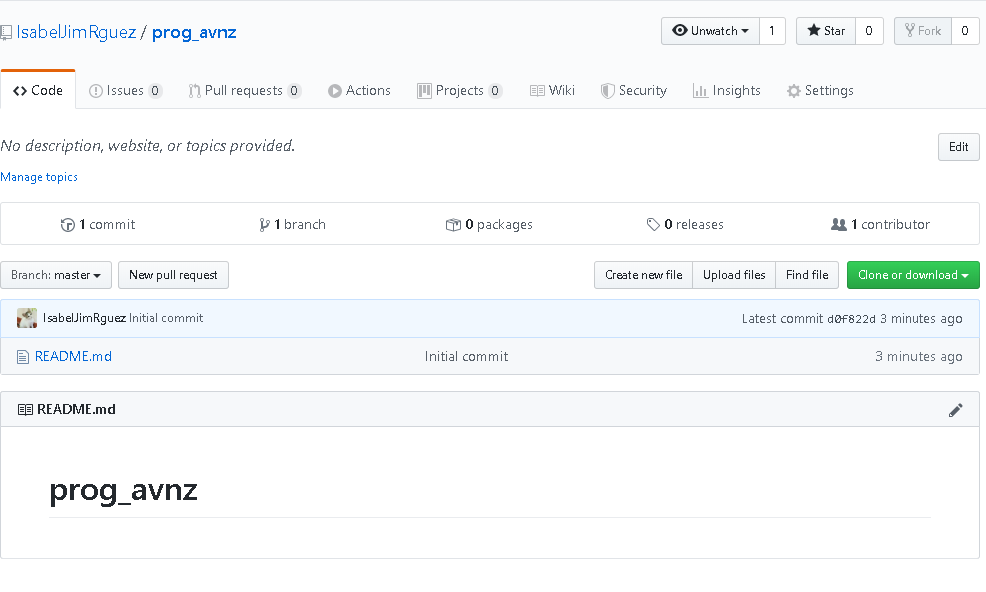 IsabelJimRguez / prog_avnz
Unwatch 1 Star 0 Fork 0
Code Issues 0 Pull requests 0 Actions Projects 0 Wiki Security Insights Settings
No description, website, or topics provided.
Edit
Manage topics
1 commit 1 branch 0 packages 0 releases 1 contributor
Branch: master New pull request Create new file Upload files Find file Clone or download
IsabelJimRguez Initial commit Latest commit d0f822d 3 minutes ago
README.md Initial commit 3 minutes ago
README.md
prog_avnz